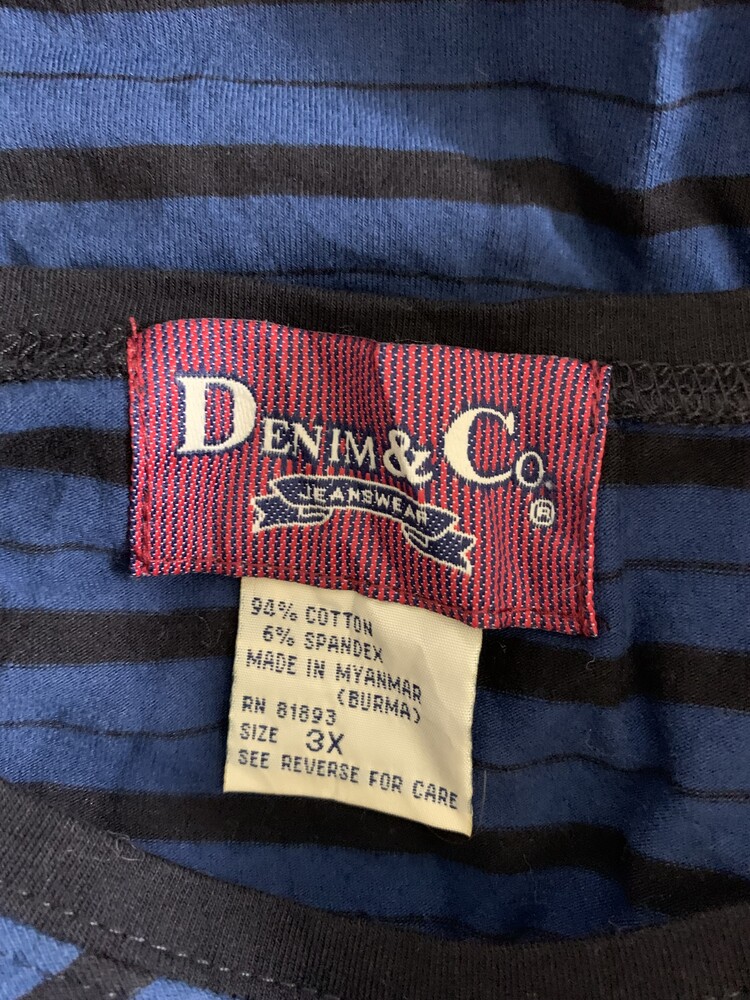 DENIM & CO.®
JEANSWEAR
94% COTTON
6% SPANDEX
MADE IN MYANMAR
(BURMA)
RN 81893
SIZE 3X
SEE REVERSE FOR CARE